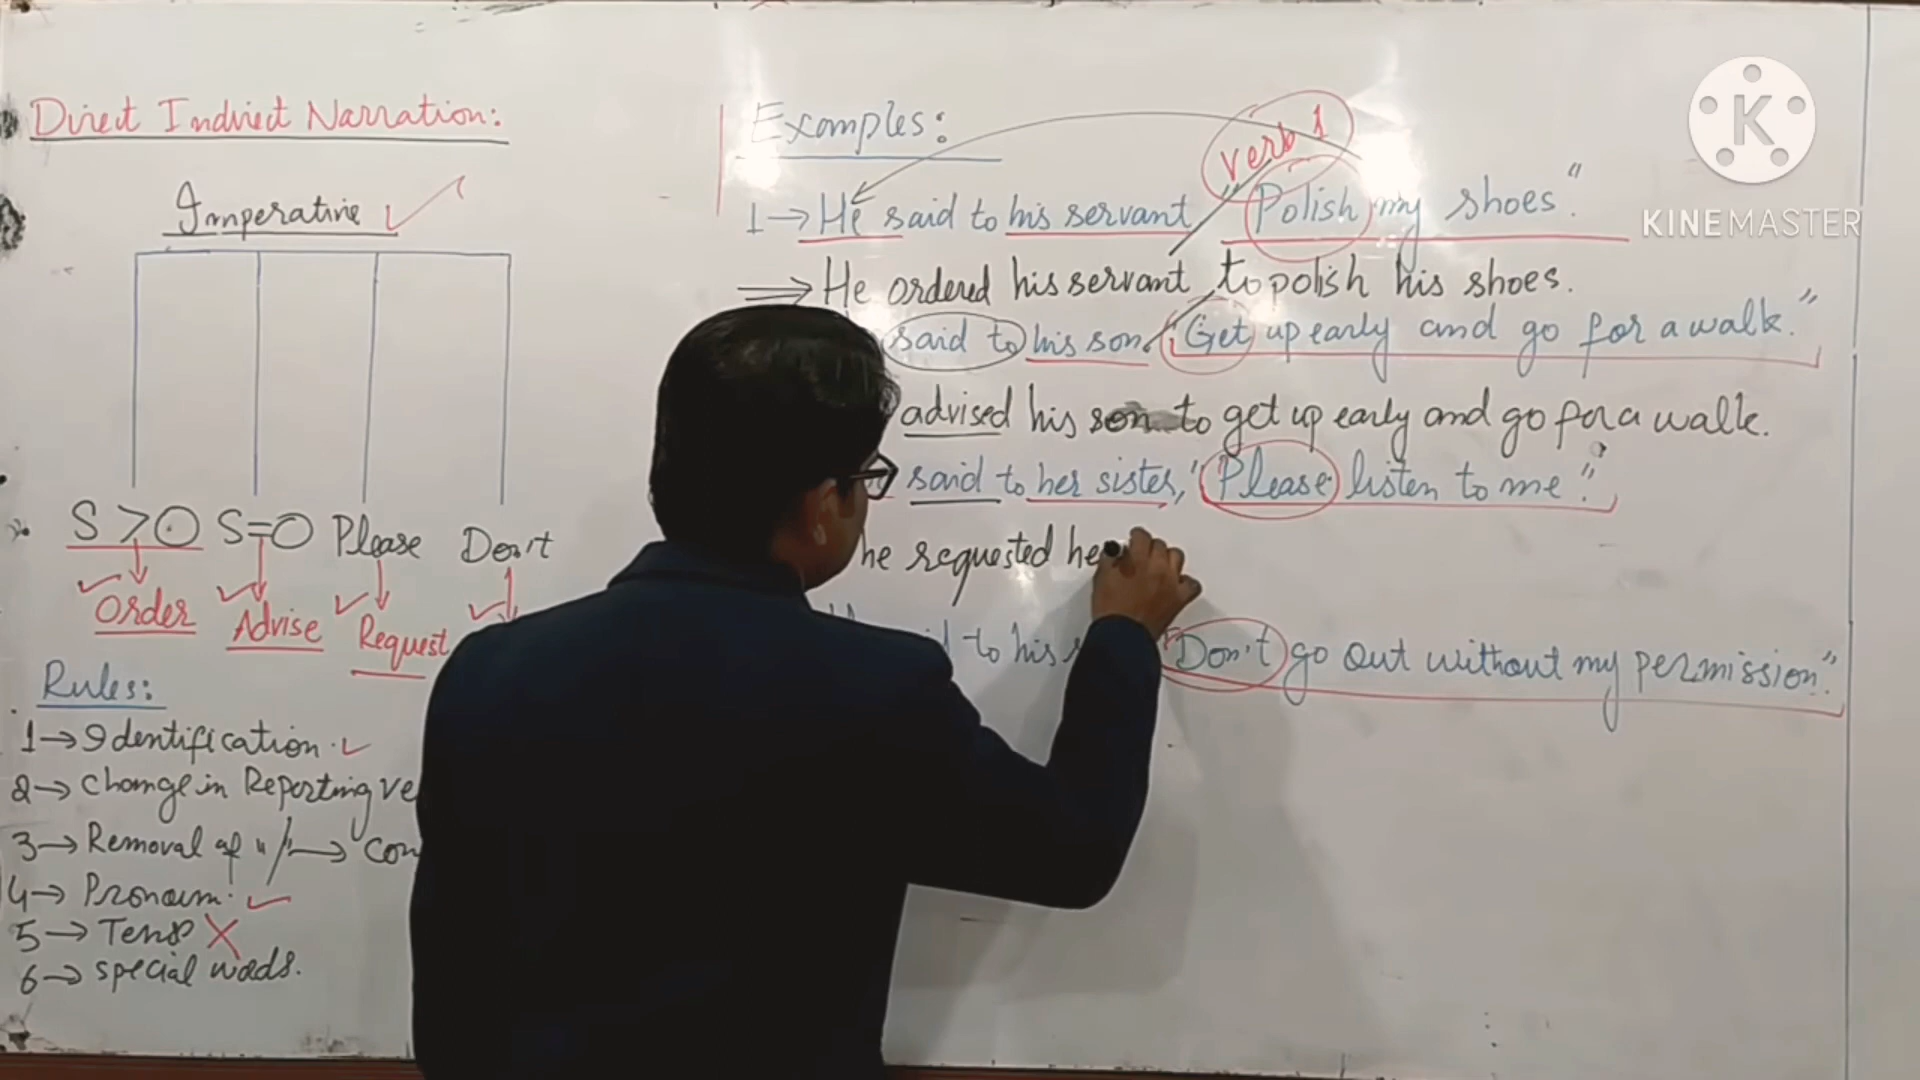 Direct Indirect Narration:
Imperative
S > O S=O Please Don't
Order Advise Request
Rules:
1→ Identification.
2→ Change in Reporting Ve
3→ Removal of " /" → Con
4→ Pronoun.
5→ Tense X
6→ special words.
Examples:
verb 1
1→ He said to his servant "Polish my shoes".
⇒ He ordered his servant to polish his shoes.
said to his son, "Get up early and go for a walk."
advised his son to get up early and go for a walk.
said to her sister, "Please listen to me".
he requested he
to his "Don't go out without my permission".
K
KINEMASTER